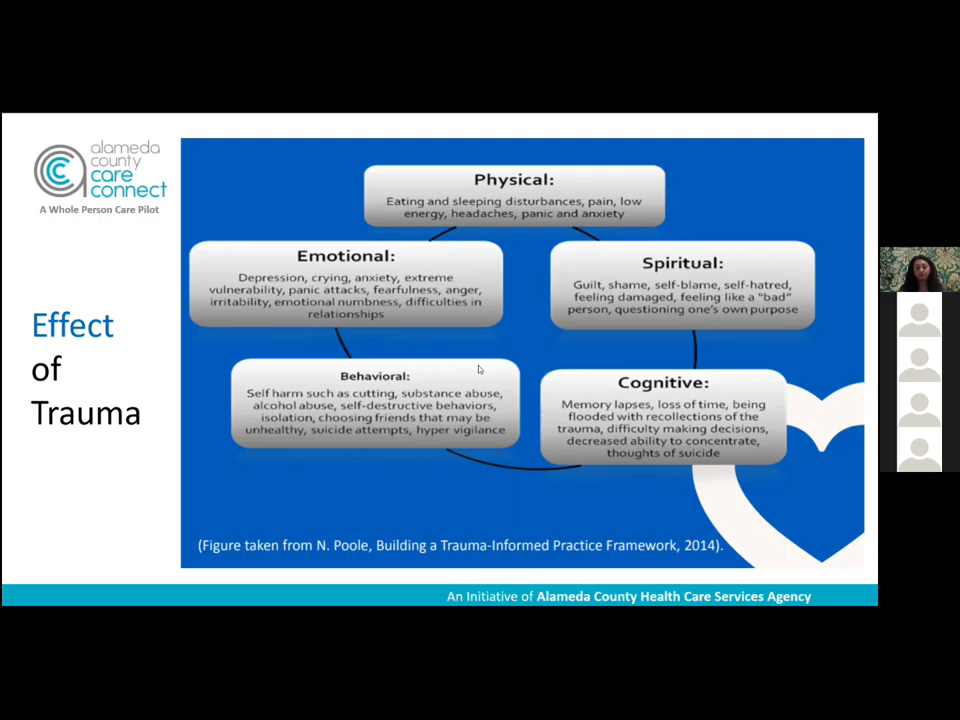 alameda
county
care
connect
A Whole Person Care Pilot
Effect
of
Trauma
Physical:
Eating and sleeping disturbances, pain, low
energy, headaches, panic and anxiety
Emotional:
Depression, crying, anxiety, extreme
vulnerability, panic attacks, fearfulness, anger,
irritability, emotional numbness, difficulties in
relationships
Spiritual:
Guilt, shame, self-blame, self-hatred,
feeling damaged, feeling like a "bad"
person, questioning one's own purpose
Behavioral:
Self harm such as cutting, substance abuse,
alcohol abuse, self-destructive behaviors,
isolation, choosing friends that may be
unhealthy, suicide attempts, hyper vigilance
Cognitive:
Memory lapses, loss of time, being
flooded with recollections of the
trauma, difficulty making decisions,
decreased ability to concentrate,
thoughts of suicide
(Figure taken from N. Poole, Building a Trauma-Informed Practice Framework, 2014).
An Initiative of Alameda County Health Care Services Agency